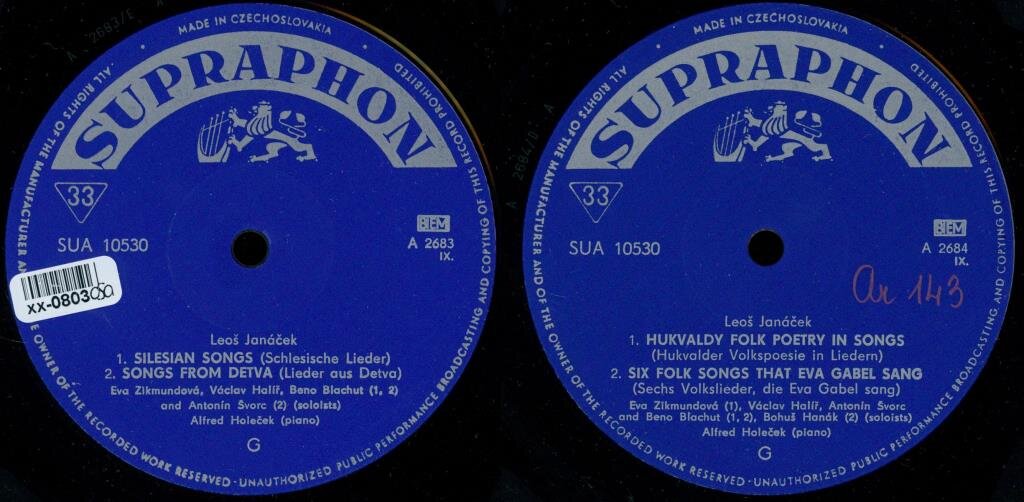 A 2683/E A
MADE IN CZECHOSLOVAKIA
ALL RIGHTS OF THE MANUFACTURER AND OF THE OWNER OF THE RECORDED WORK RESERVED - UNAUTHORIZED PUBLIC PERFORMANCE BROADCASTING AND COPYING OF THIS RECORD PROHIBITED
SUPRAPHON
33
SUA 10530
BIEM
A 2683
IX.
xx-0803
Leoš Janáček
1. SILESIAN SONGS (Schlesische Lieder)
2. SONGS FROM DETVA (Lieder aus Detva)
Eva Zikmundová, Václav Halíř, Beno Blachut (1, 2)
and Antonín Švorc (2) (soloists)
Alfred Holeček (piano)
G
A 2684/D A
MADE IN CZECHOSLOVAKIA
ALL RIGHTS OF THE MANUFACTURER AND OF THE OWNER OF THE RECORDED WORK RESERVED - UNAUTHORIZED PUBLIC PERFORMANCE BROADCASTING AND COPYING OF THIS RECORD PROHIBITED
SUPRAPHON
33
SUA 10530
BIEM
A 2684
IX.
Ar 143
Leoš Janáček
1. HUKVALDY FOLK POETRY IN SONGS
(Hukvalder Volkspoesie in Liedern)
2. SIX FOLK SONGS THAT EVA GABEL SANG
(Sechs Volkslieder, die Eva Gabel sang)
Eva Zikmundová (1), Václav Halíř, Antonín Švorc
and Beno Blachut (1, 2), Bohuš Hanák (2) (soloists)
Alfred Holeček (piano)
G